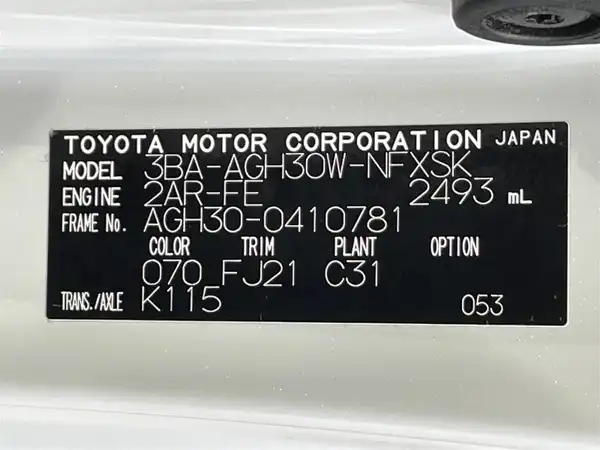 TOYOTA MOTOR CORPORATION JAPAN
MODEL 3BA-AGH30W-NFXSK
ENGINE 2AR-FE 2493 mL
FRAME No. AGH30-0410781
COLOR TRIM PLANT OPTION
070 FJ21 C31
TRANS./AXLE K115 053